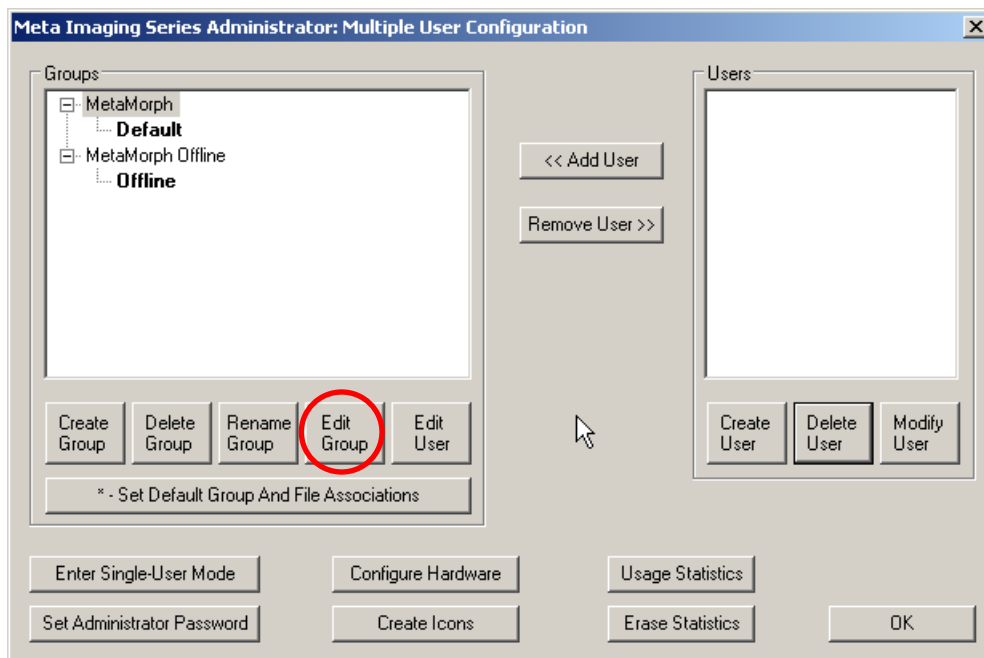 Meta Imaging Series Administrator: Multiple User Configuration
Groups
MetaMorph
Default
MetaMorph Offline
Offline
<< Add User
Remove User >>
Users
Create
Group
Delete
Group
Rename
Group
Edit
Group
Edit
User
Create
User
Delete
User
Modify
User
* - Set Default Group And File Associations
Enter Single-User Mode
Configure Hardware
Usage Statistics
Set Administrator Password
Create Icons
Erase Statistics
OK